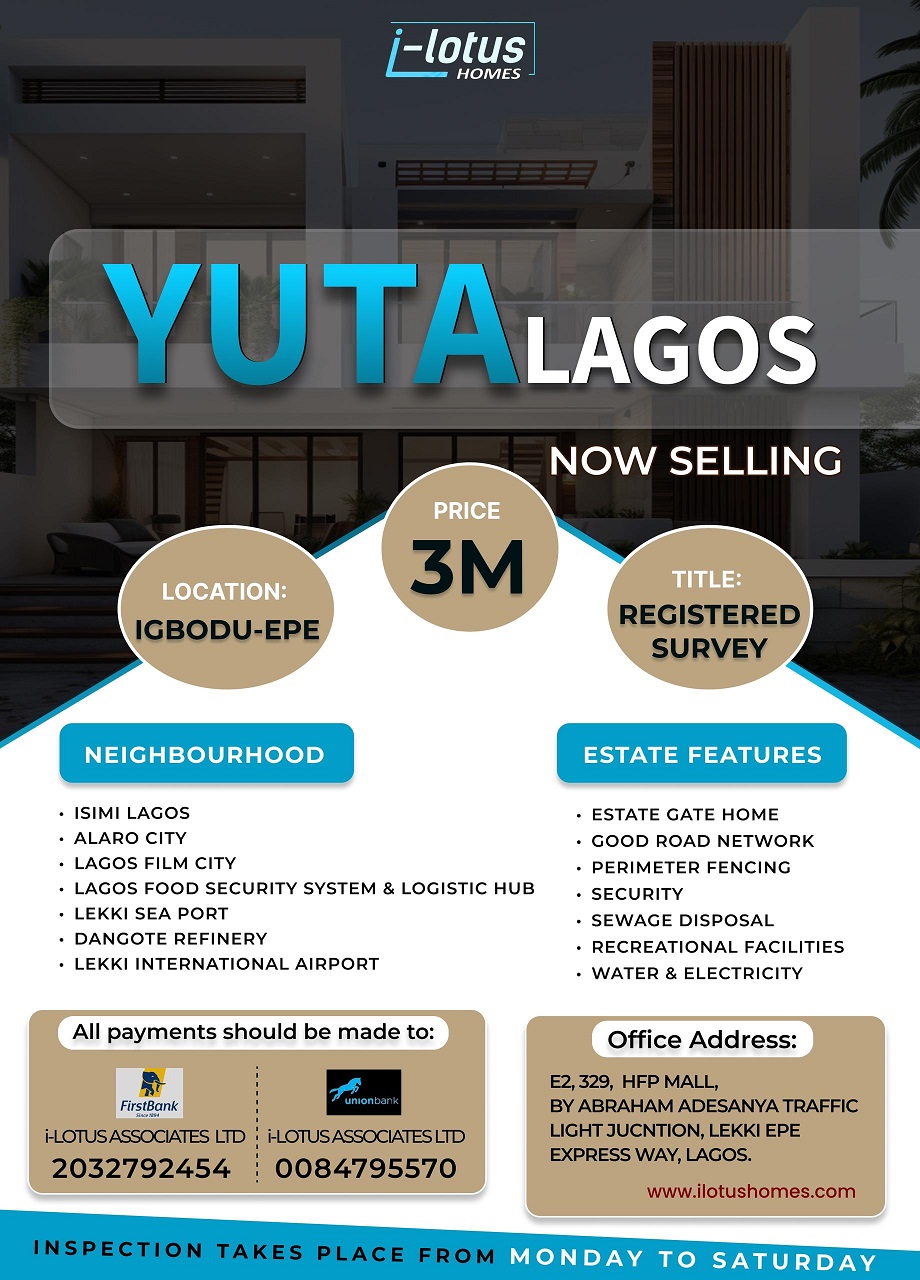 i-lotus
HOMES
YUTA LAGOS
NOW SELLING
PRICE
3M
LOCATION:
IGBODU-EPE
TITLE:
REGISTERED
SURVEY
NEIGHBOURHOOD
• ISIMI LAGOS
• ALARO CITY
• LAGOS FILM CITY
• LAGOS FOOD SECURITY SYSTEM & LOGISTIC HUB
• LEKKI SEA PORT
• DANGOTE REFINERY
• LEKKI INTERNATIONAL AIRPORT
ESTATE FEATURES
• ESTATE GATE HOME
• GOOD ROAD NETWORK
• PERIMETER FENCING
• SECURITY
• SEWAGE DISPOSAL
• RECREATIONAL FACILITIES
• WATER & ELECTRICITY
All payments should be made to:
FirstBank
Since 1894
i-LOTUS ASSOCIATES LTD
2032792454
unionbank
i-LOTUS ASSOCIATES LTD
0084795570
Office Address:
E2, 329, HFP MALL,
BY ABRAHAM ADESANYA TRAFFIC
LIGHT JUCNTION, LEKKI EPE
EXPRESS WAY, LAGOS.
www.ilotushomes.com
INSPECTION TAKES PLACE FROM MONDAY TO SATURDAY